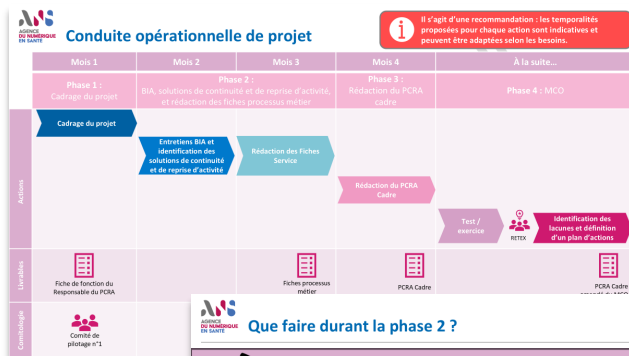 AGENCE
DU NUMÉRIQUE
EN SANTÉ
Conduite opérationnelle de projet
Il s'agit d'une recommandation : les temporalités
proposées pour chaque action sont indicatives et
peuvent être adaptées selon les besoins.
Mois 1
Mois 2
Mois 3
Mois 4
À la suite…
Phase 1 :
Cadrage du projet
Phase 2 :
BIA, solutions de continuité et de reprise d'activité,
et rédaction des fiches processus métier
Phase 3 :
Rédaction du PCRA
cadre
Phase 4 : MCO
Actions
Cadrage du projet
Entretiens BIA et
identification des
solutions de continuité
et de reprise d'activité
Rédaction des Fiches
Service
Rédaction du PCRA
Cadre
Test /
exercice
RETEX
Identification des
lacunes et définition
d'un plan d'actions
Livrables
Fiche de fonction du
Responsable du PCRA
Fiches processus
métier
PCRA Cadre
PCRA Cadre
Comitologie
Comité de
pilotage n°1
AGENCE
DU NUMÉRIQUE
EN SANTÉ
Que faire durant la phase 2 ?